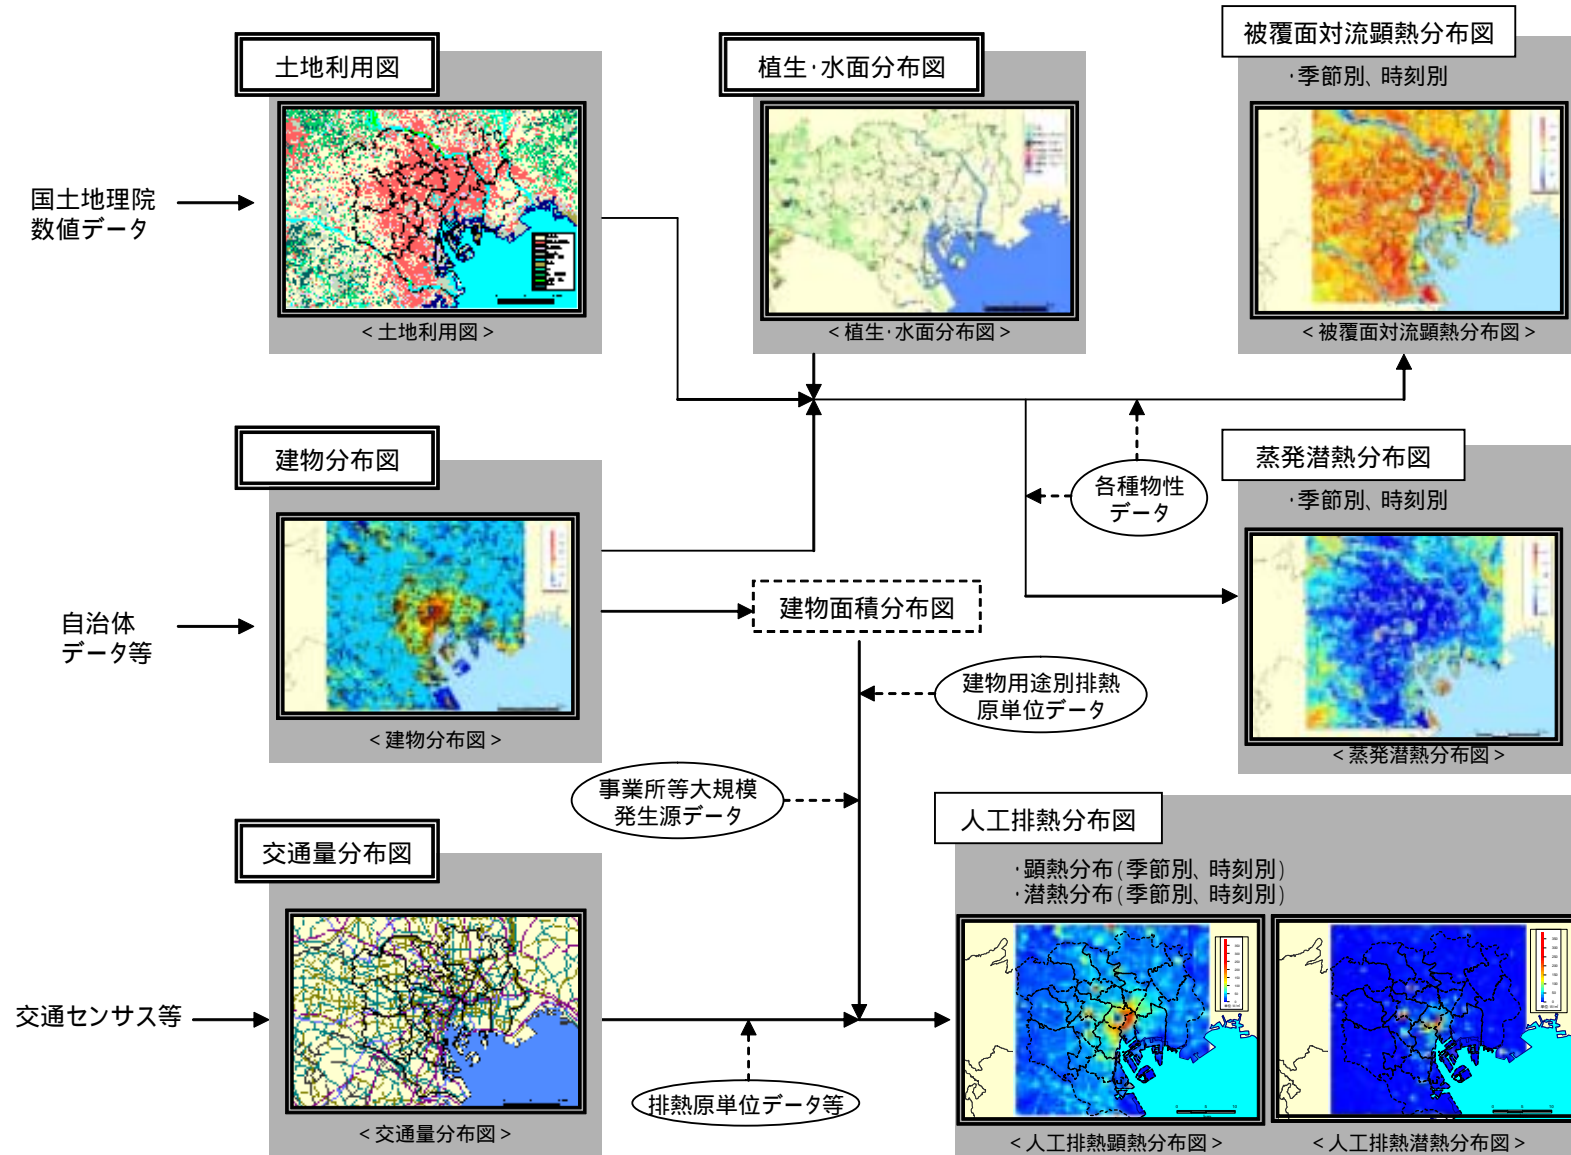 土地利用図
<土地利用図>
国土地理院
数値データ
植生･水面分布図
<植生･水面分布図>
被覆面対流顕熱分布図
･季節別、時刻別
<被覆面対流顕熱分布図>
建物分布図
<建物分布図>
自治体
データ等
各種物性
データ
蒸発潜熱分布図
･季節別、時刻別
<蒸発潜熱分布図>
建物面積分布図
建物用途別排熱
原単位データ
事業所等大規模
発生源データ
交通量分布図
<交通量分布図>
交通センサス等
排熱原単位データ等
人工排熱分布図
･顕熱分布(季節別、時刻別)
･潜熱分布(季節別、時刻別)
<人工排熱顕熱分布図>
<人工排熱潜熱分布図>